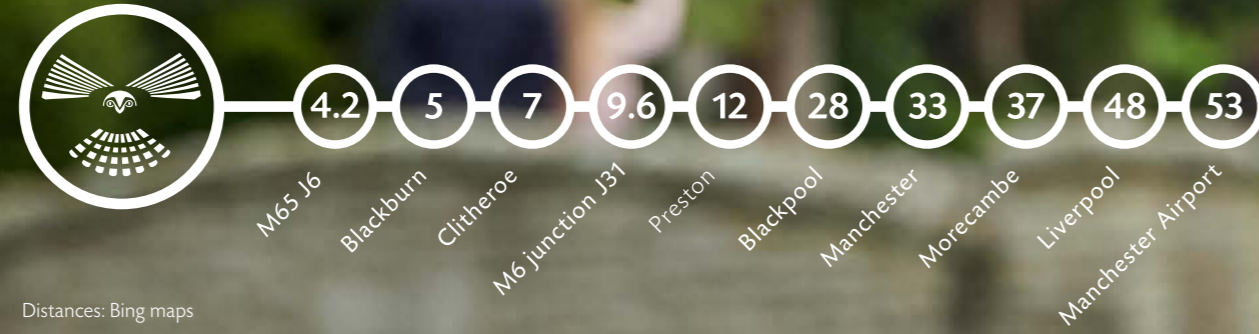 4.2 5 7 9.6 12 28 33 37 48 53
M65 J6
Blackburn
Clitheroe
M6 junction J31
Preston
Blackpool
Manchester
Morecambe
Liverpool
Manchester Airport
Distances: Bing maps